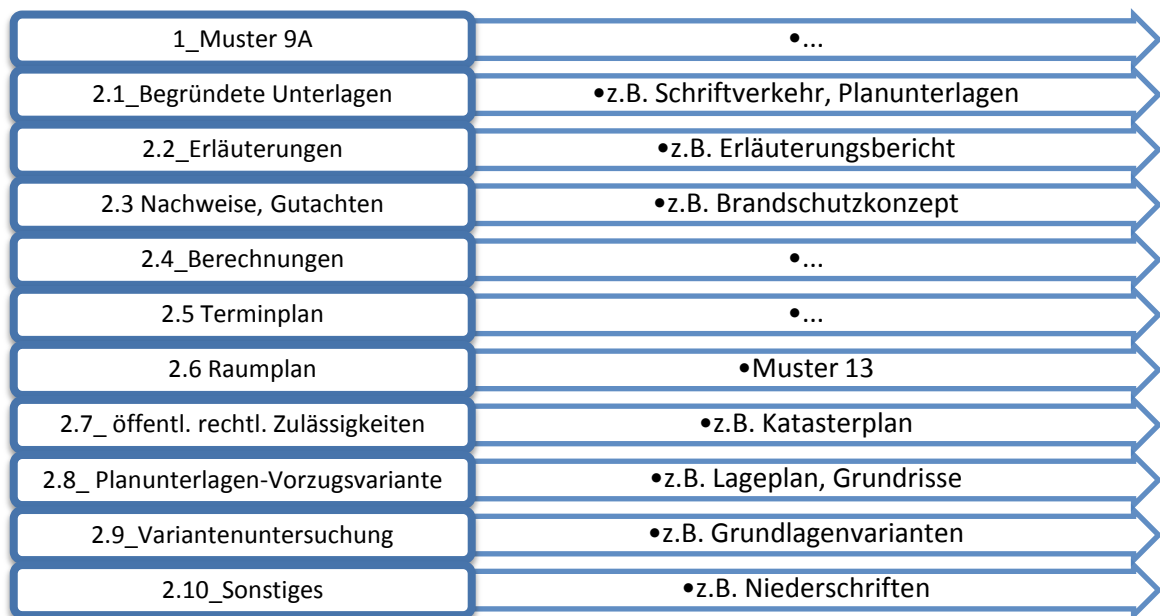 1_Muster 9A
•...
2.1_Begründete Unterlagen
•z.B. Schriftverkehr, Planunterlagen
2.2_Erläuterungen
•z.B. Erläuterungsbericht
2.3 Nachweise, Gutachten
•z.B. Brandschutzkonzept
2.4_Berechnungen
•...
2.5 Terminplan
•...
2.6 Raumplan
•Muster 13
2.7_ öffentl. rechtl. Zulässigkeiten
•z.B. Katasterplan
2.8_ Planunterlagen-Vorzugsvariante
•z.B. Lageplan, Grundrisse
2.9_Variantenuntersuchung
•z.B. Grundlagenvarianten
2.10_Sonstiges
•z.B. Niederschriften